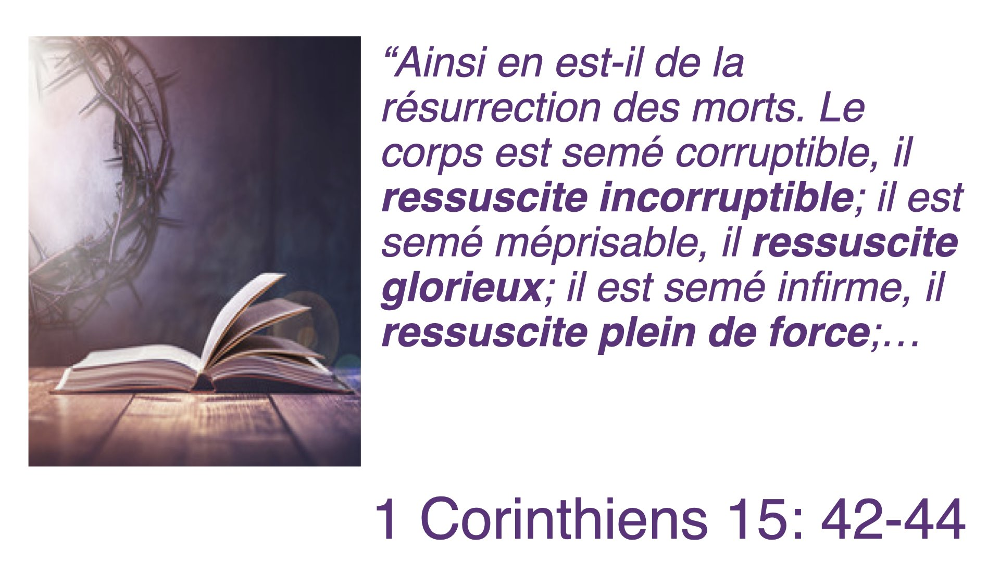 “Ainsi en est-il de la
résurrection des morts. Le
corps est semé corruptible, il
ressuscite incorruptible; il est
semé méprisable, il ressuscite
glorieux; il est semé infirme, il
ressuscite plein de force;…
1 Corinthiens 15: 42-44